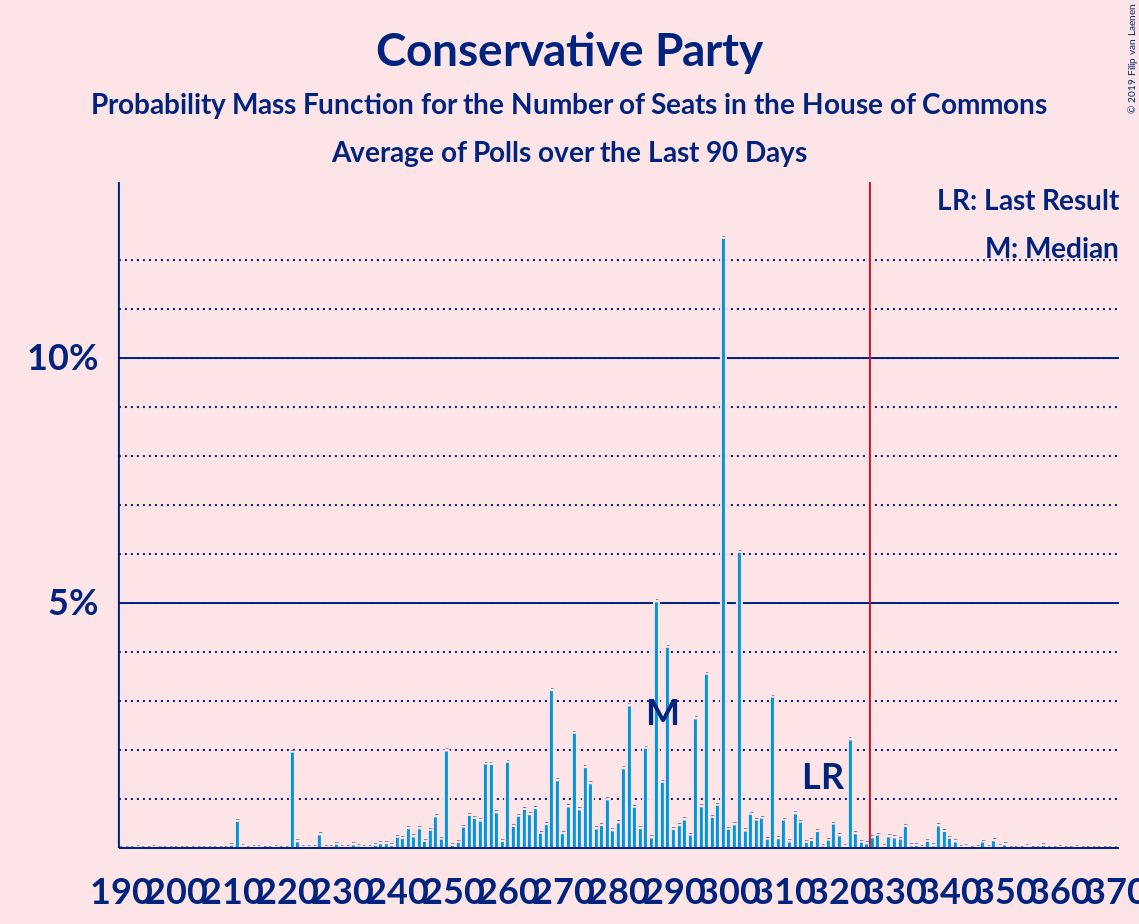 Conservative Party
Probability Mass Function for the Number of Seats in the House of Commons
Average of Polls over the Last 90 Days
© 2019 Filip van Laenen
LR: Last Result
M: Median
10%
5%
M
LR
190 200 210 220 230 240 250 260 270 280 290 300 310 320 330 340 350 360 370